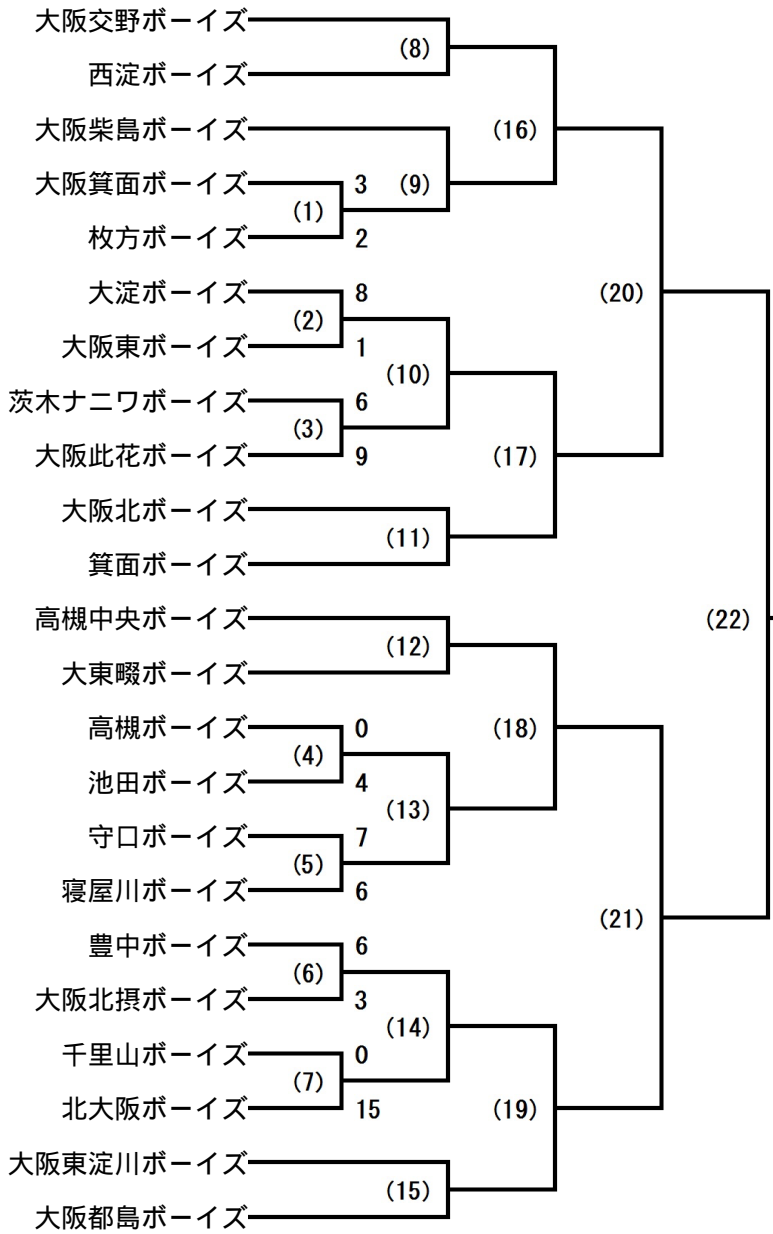 大阪交野ボーイズ
(8)
西淀ボーイズ
大阪柴島ボーイズ
(16)
大阪箕面ボーイズ 3 (9)
(1)
枚方ボーイズ 2
大淀ボーイズ 8 (20)
(2)
大阪東ボーイズ 1
(10)
茨木ナニワボーイズ 6
(3)
大阪此花ボーイズ 9 (17)
大阪北ボーイズ
(11)
箕面ボーイズ
高槻中央ボーイズ (22)
(12)
大東畷ボーイズ
高槻ボーイズ 0 (18)
(4)
池田ボーイズ 4
(13)
守口ボーイズ 7
(5)
寝屋川ボーイズ 6
(21)
豊中ボーイズ 6
(6)
大阪北摂ボーイズ 3
(14)
千里山ボーイズ 0
(7)
北大阪ボーイズ 15 (19)
大阪東淀川ボーイズ
(15)
大阪都島ボーイズ